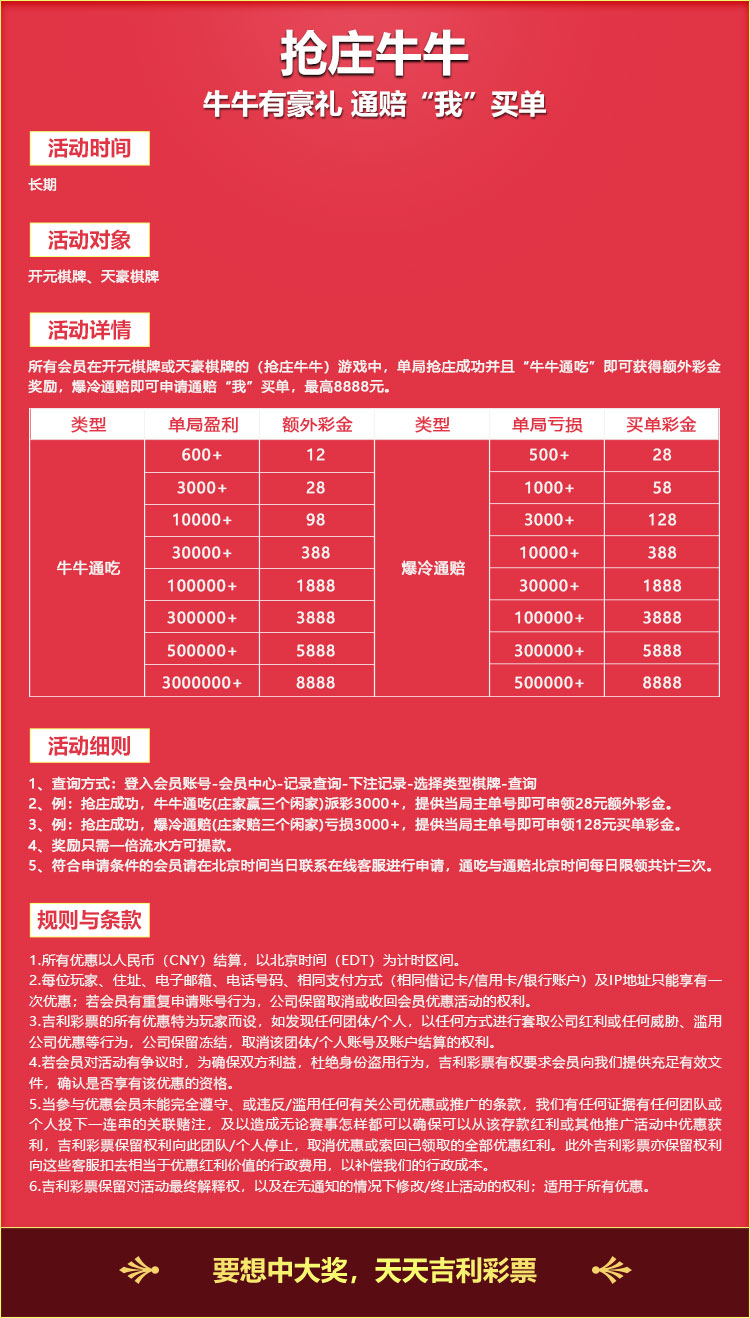 抢庄牛牛
牛牛有豪礼 通赔“我”买单
活动时间
长期
活动对象
开元棋牌、天豪棋牌
活动详情
所有会员在开元棋牌或天豪棋牌的（抢庄牛牛）游戏中，单局抢庄成功并且“牛牛通吃”即可获得额外彩金
奖励，爆冷通赔即可申请通赔“我”买单，最高8888元。
类型 单局盈利 额外彩金 类型 单局亏损 买单彩金
600+ 12 500+ 28
3000+ 28 1000+ 58
10000+ 98 3000+ 128
30000+ 388 10000+ 388
牛牛通吃 爆冷通赔
100000+ 1888 30000+ 1888
300000+ 3888 100000+ 3888
500000+ 5888 300000+ 5888
3000000+ 8888 500000+ 8888
活动细则
1、查询方式：登入会员账号-会员中心-记录查询-下注记录-选择类型棋牌-查询
2、例：抢庄成功，牛牛通吃(庄家赢三个闲家)派彩3000+，提供当局主单号即可申领28元额外彩金。
3、例：抢庄成功，爆冷通赔(庄家赔三个闲家)亏损3000+，提供当局主单号即可申领128元买单彩金。
4、奖励只需一倍流水方可提款。
5、符合申请条件的会员请在北京时间当日联系在线客服进行申请，通吃与通赔北京时间每日限领共计三次。
规则与条款
1.所有优惠以人民币（CNY）结算，以北京时间（EDT）为计时区间。
2.每位玩家、住址、电子邮箱、电话号码、相同支付方式（相同借记卡/信用卡/银行账户）及IP地址只能享有一
次优惠；若会员有重复申请账号行为，公司保留取消或收回会员优惠活动的权利。
3.吉利彩票的所有优惠特为玩家而设，如发现任何团体/个人，以任何方式进行套取公司红利或任何威胁、滥用
公司优惠等行为，公司保留冻结，取消该团体/个人账号及账户结算的权利。
4.若会员对活动有争议时，为确保双方利益，杜绝身份盗用行为，吉利彩票有权要求会员向我们提供充足有效文
件，确认是否享有该优惠的资格。
5.当参与优惠会员未能完全遵守、或违反/滥用任何有关公司优惠或推广的条款，我们有任何证据有任何团队或
个人投下一连串的关联赌注，及以造成无论赛事怎样都可以确保可以从该存款红利或其他推广活动中优惠获
利，吉利彩票保留权利向此团队/个人停止，取消优惠或索回已领取的全部优惠红利。此外吉利彩票亦保留权利
向这些客服扣去相当于优惠红利价值的行政费用，以补偿我们的行政成本。
6.吉利彩票保留对活动最终解释权，以及在无通知的情况下修改/终止活动的权利；适用于所有优惠。
要想中大奖，天天吉利彩票